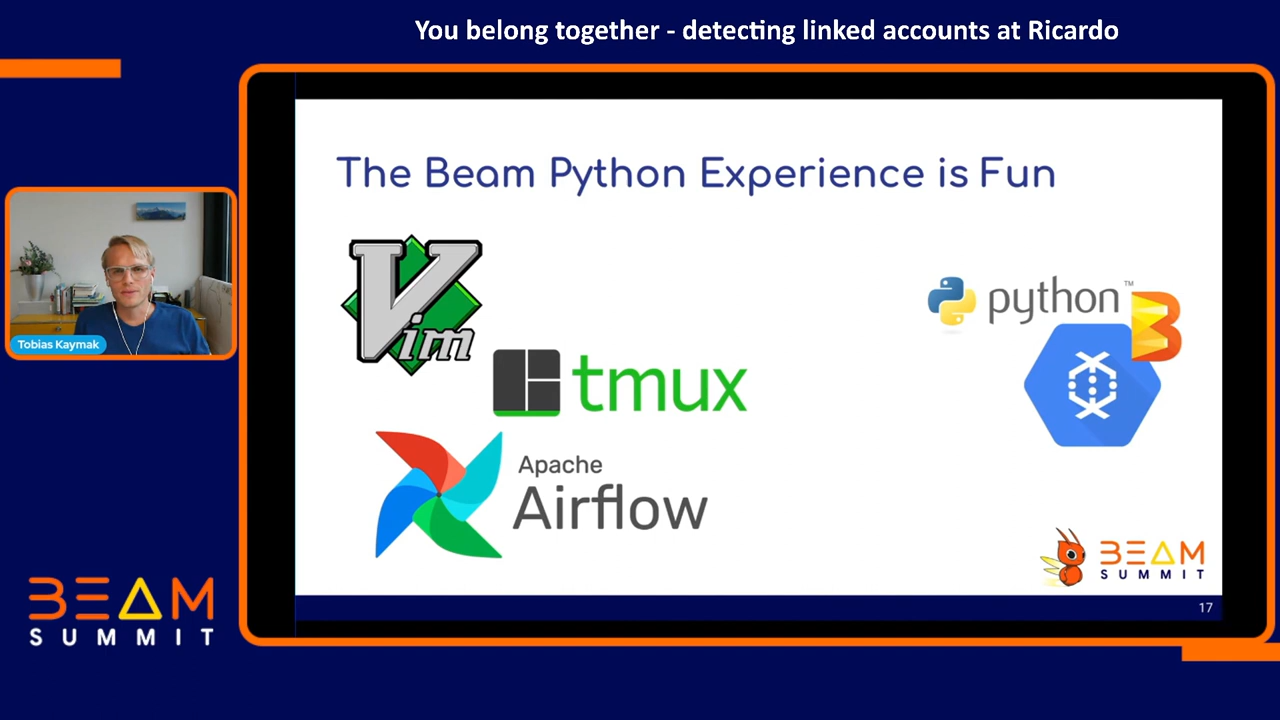 You belong together - detecting linked accounts at Ricardo
The Beam Python Experience is Fun
Vim
python™
tmux
Apache
Airflow
Tobias Kaymak
BEAM
SUMMIT
BEAM
SUMMIT
17